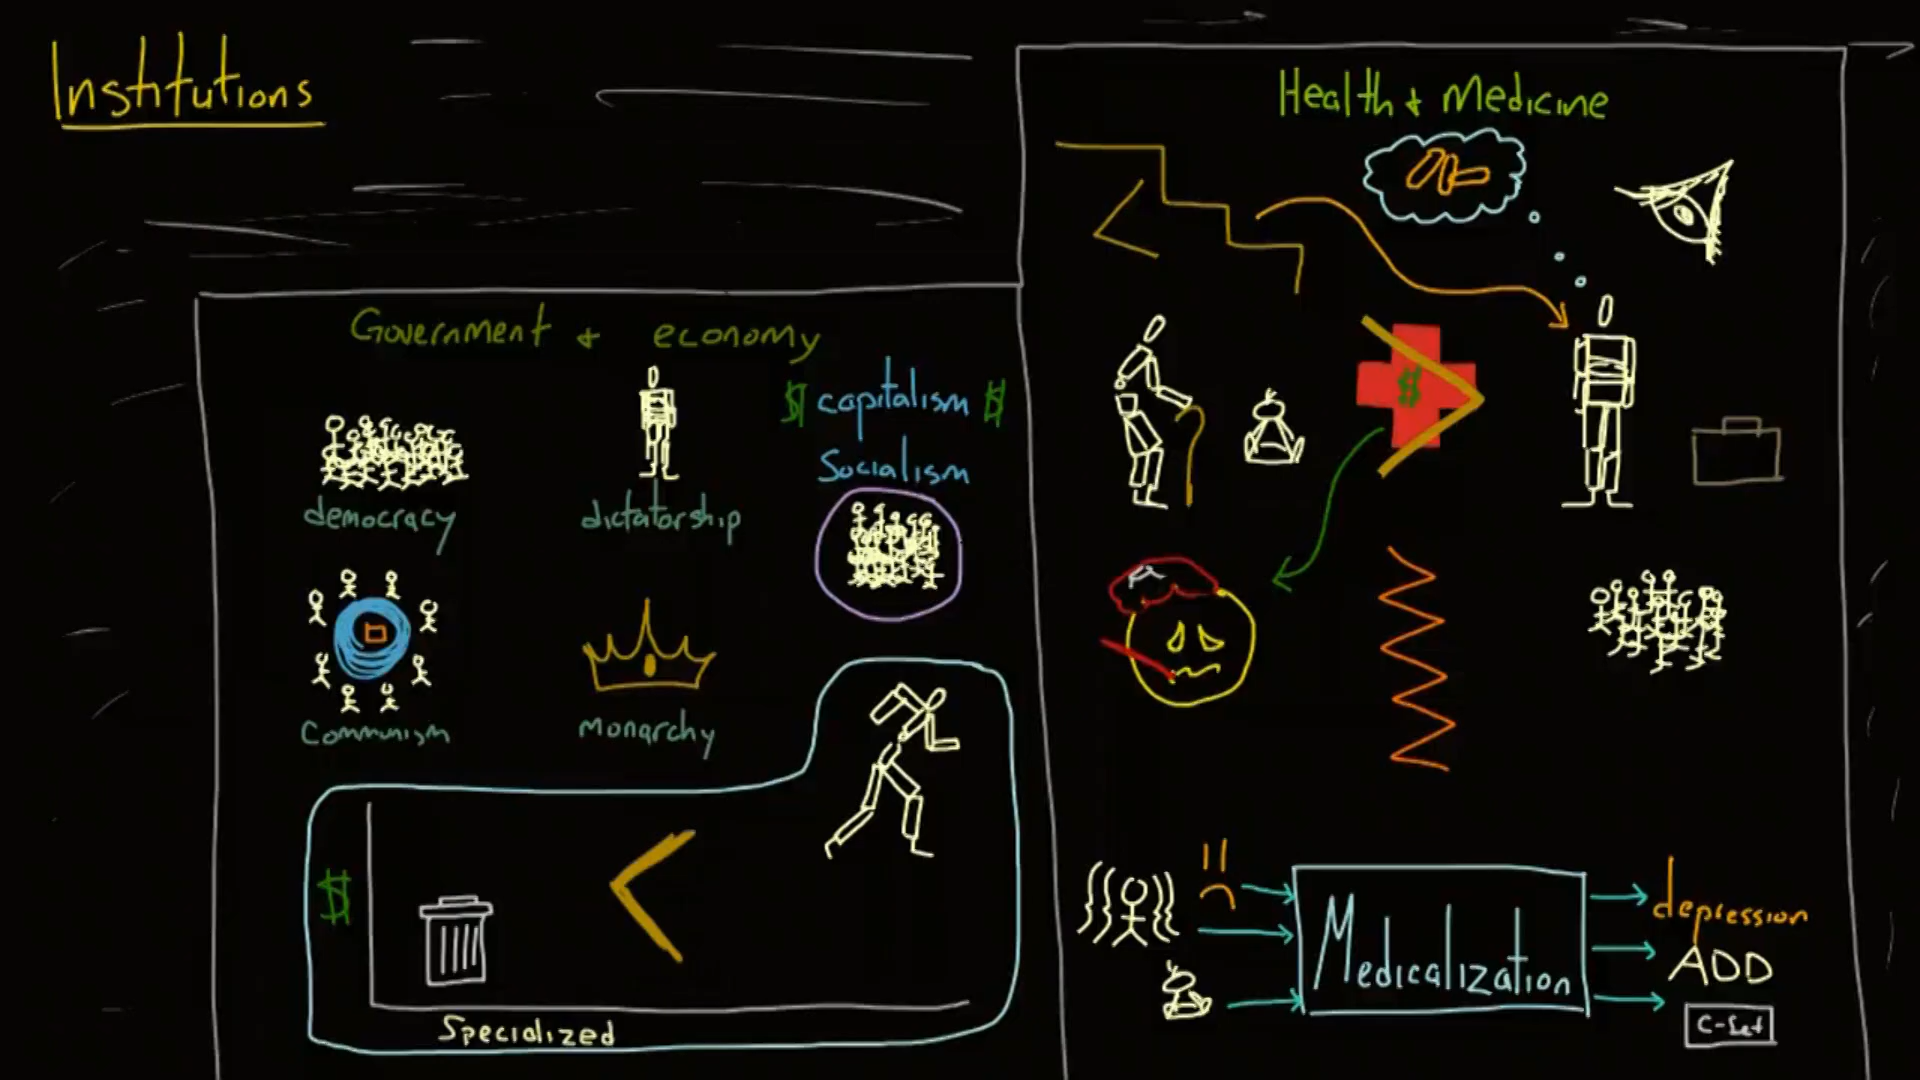 Institutions
Health & Medicine
Government & economy
$ capitalism $
Socialism
democracy
dictatorship
Communism
monarchy
$
$
Specialized
Medicalization
depression
ADD
C-Sect